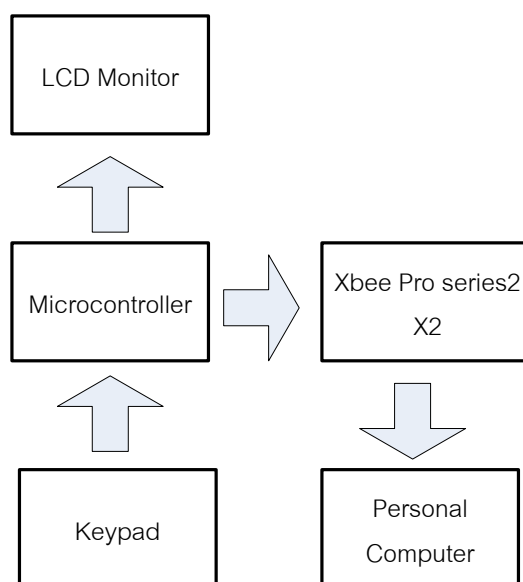 LCD Monitor
Microcontroller
Xbee Pro series2
X2
Keypad
Personal
Computer